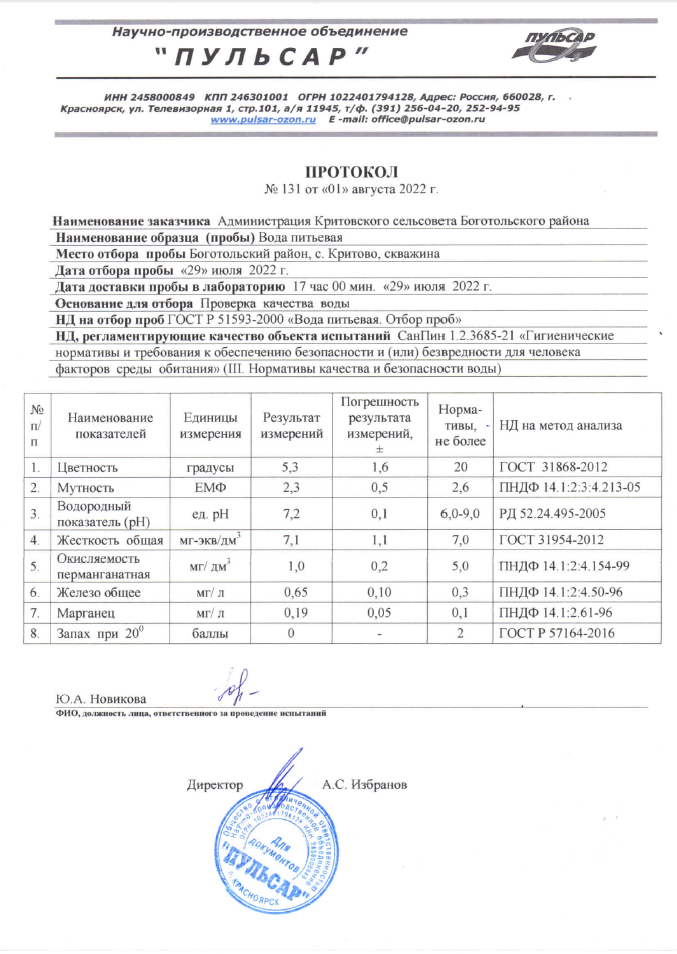 Научно-производственное объединение
"ПУЛЬСАР"
ПУЛЬСАР
ИНН 2458000849 КПП 246301001 ОГРН 1022401794128, Адрес: Россия, 660028, г.
Красноярск, ул. Телевизорная 1, стр.101, а/я 11945, т/ф. (391) 256-04-20, 252-94-95
www.pulsar-ozon.ru E -mail: office@pulsar-ozon.ru
ПРОТОКОЛ
№ 131 от «01» августа 2022 г.
Наименование заказчика Администрация Критовского сельсовета Боготольского района
Наименование образца (пробы) Вода питьевая
Место отбора пробы Боготольский район, с. Критово, скважина
Дата отбора пробы «29» июля 2022 г.
Дата доставки пробы в лабораторию 17 час 00 мин. «29» июля 2022 г.
Основание для отбора Проверка качества воды
НД на отбор проб ГОСТ Р 51593-2000 «Вода питьевая. Отбор проб»
НД, регламентирующие качество объекта испытаний СанПин 1.2.3685-21 «Гигиенические
нормативы и требования к обеспечению безопасности и (или) безвредности для человека
факторов среды обитания» (III. Нормативы качества и безопасности воды)
№ п/п Наименование показателей Единицы измерения Результат измерений Погрешность результата измерений, ± Норма-тивы, не более НД на метод анализа
1. Цветность градусы 5,3 1,6 20 ГОСТ 31868-2012
2. Мутность ЕМФ 2,3 0,5 2,6 ПНДФ 14.1:2:3:4.213-05
3. Водородный показатель (рН) ед. рН 7,2 0,1 6,0-9,0 РД 52.24.495-2005
4. Жесткость общая мг-экв/дм³ 7,1 1,1 7,0 ГОСТ 31954-2012
5. Окисляемость перманганатная мг/ дм³ 1,0 0,2 5,0 ПНДФ 14.1:2:4.154-99
6. Железо общее мг/ л 0,65 0,10 0,3 ПНДФ 14.1:2:4.50-96
7. Марганец мг/ л 0,19 0,05 0,1 ПНДФ 14.1:2.61-96
8. Запах при 20⁰ баллы 0 - 2 ГОСТ Р 57164-2016
Ю.А. Новикова
ФИО, должность лица, ответственного за проведение испытаний
Директор А.С. Избранов
Общество с ограниченной ответственностью
Научно-производственное объединение
ОГРН 1022401794128 ИНН 2458000849
Для
документов
"ПУЛЬСАР"
г. КРАСНОЯРСК